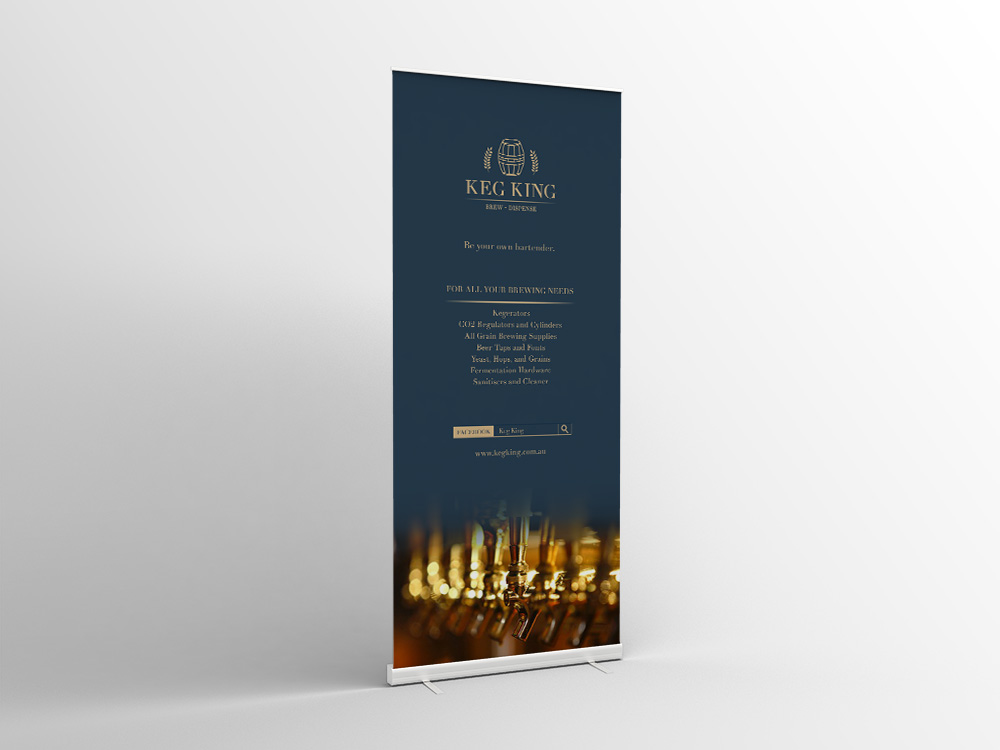 KEG KING
BREW • DISPENSE
Be your own bartender.
FOR ALL YOUR BREWING NEEDS
Kegerators
CO2 Regulators and Cylinders
All Grain Brewing Supplies
Beer Taps and Fonts
Yeast, Hops, and Grains
Fermentation Hardware
Sanitisers and Cleaner
FACEBOOK Keg King
www.kegking.com.au